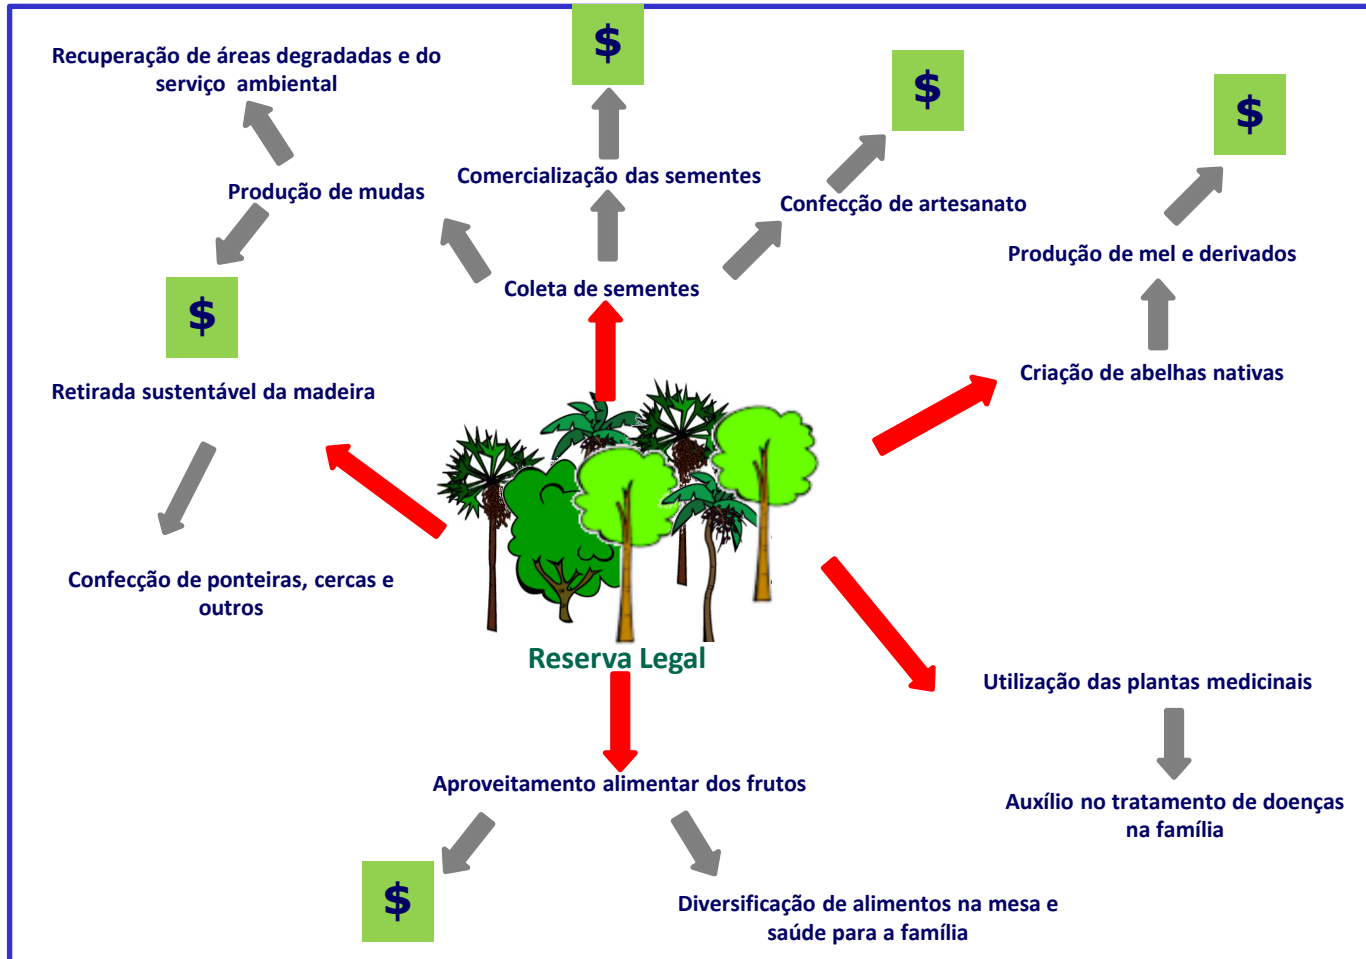 $
Recuperação de áreas degradadas e do
serviço ambiental
$
$
Comercialização das sementes
Produção de mudas
Confecção de artesanato
Produção de mel e derivados
Coleta de sementes
$
Criação de abelhas nativas
Retirada sustentável da madeira
Confecção de ponteiras, cercas e
outros
Reserva Legal
Utilização das plantas medicinais
Aproveitamento alimentar dos frutos
Auxílio no tratamento de doenças
na família
$
Diversificação de alimentos na mesa e
saúde para a família